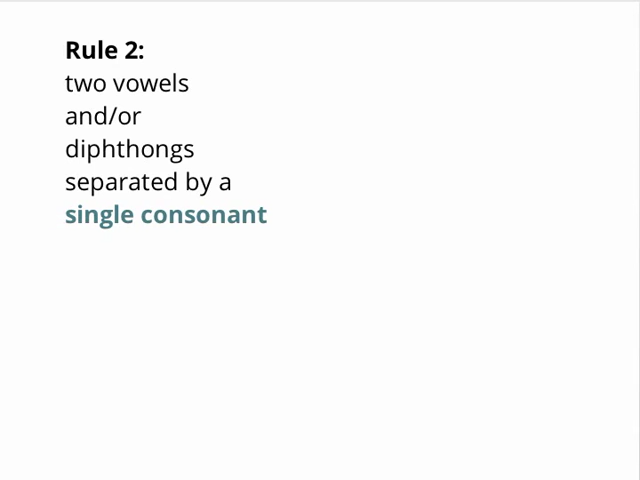 Rule 2:
two vowels
and/or
diphthongs
separated by a
single consonant